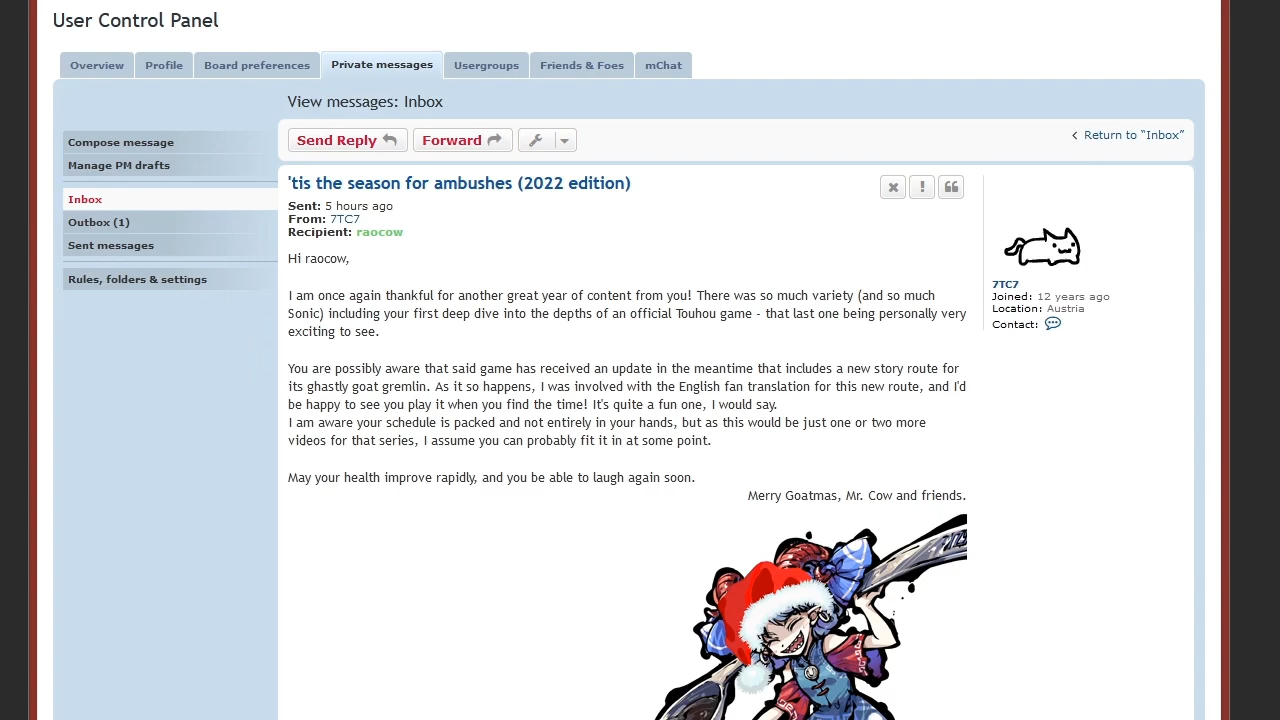 User Control Panel
Overview
Profile
Board preferences
Private messages
Usergroups
Friends & Foes
mChat
View messages: Inbox
Compose message
Manage PM drafts
Inbox
Outbox (1)
Sent messages
Rules, folders & settings
Send Reply
Forward
Return to “Inbox”
'tis the season for ambushes (2022 edition)
Sent: 5 hours ago
From: 7TC7
Recipient: raocow
Hi raocow,
I am once again thankful for another great year of content from you! There was so much variety (and so much
Sonic) including your first deep dive into the depths of an official Touhou game - that last one being personally very
exciting to see.
You are possibly aware that said game has received an update in the meantime that includes a new story route for
its ghastly goat gremlin. As it so happens, I was involved with the English fan translation for this new route, and I'd
be happy to see you play it when you find the time! It's quite a fun one, I would say.
I am aware your schedule is packed and not entirely in your hands, but as this would be just one or two more
videos for that series, I assume you can probably fit it in at some point.
May your health improve rapidly, and you be able to laugh again soon.
Merry Goatmas, Mr. Cow and friends.
7TC7
Joined: 12 years ago
Location: Austria
Contact: